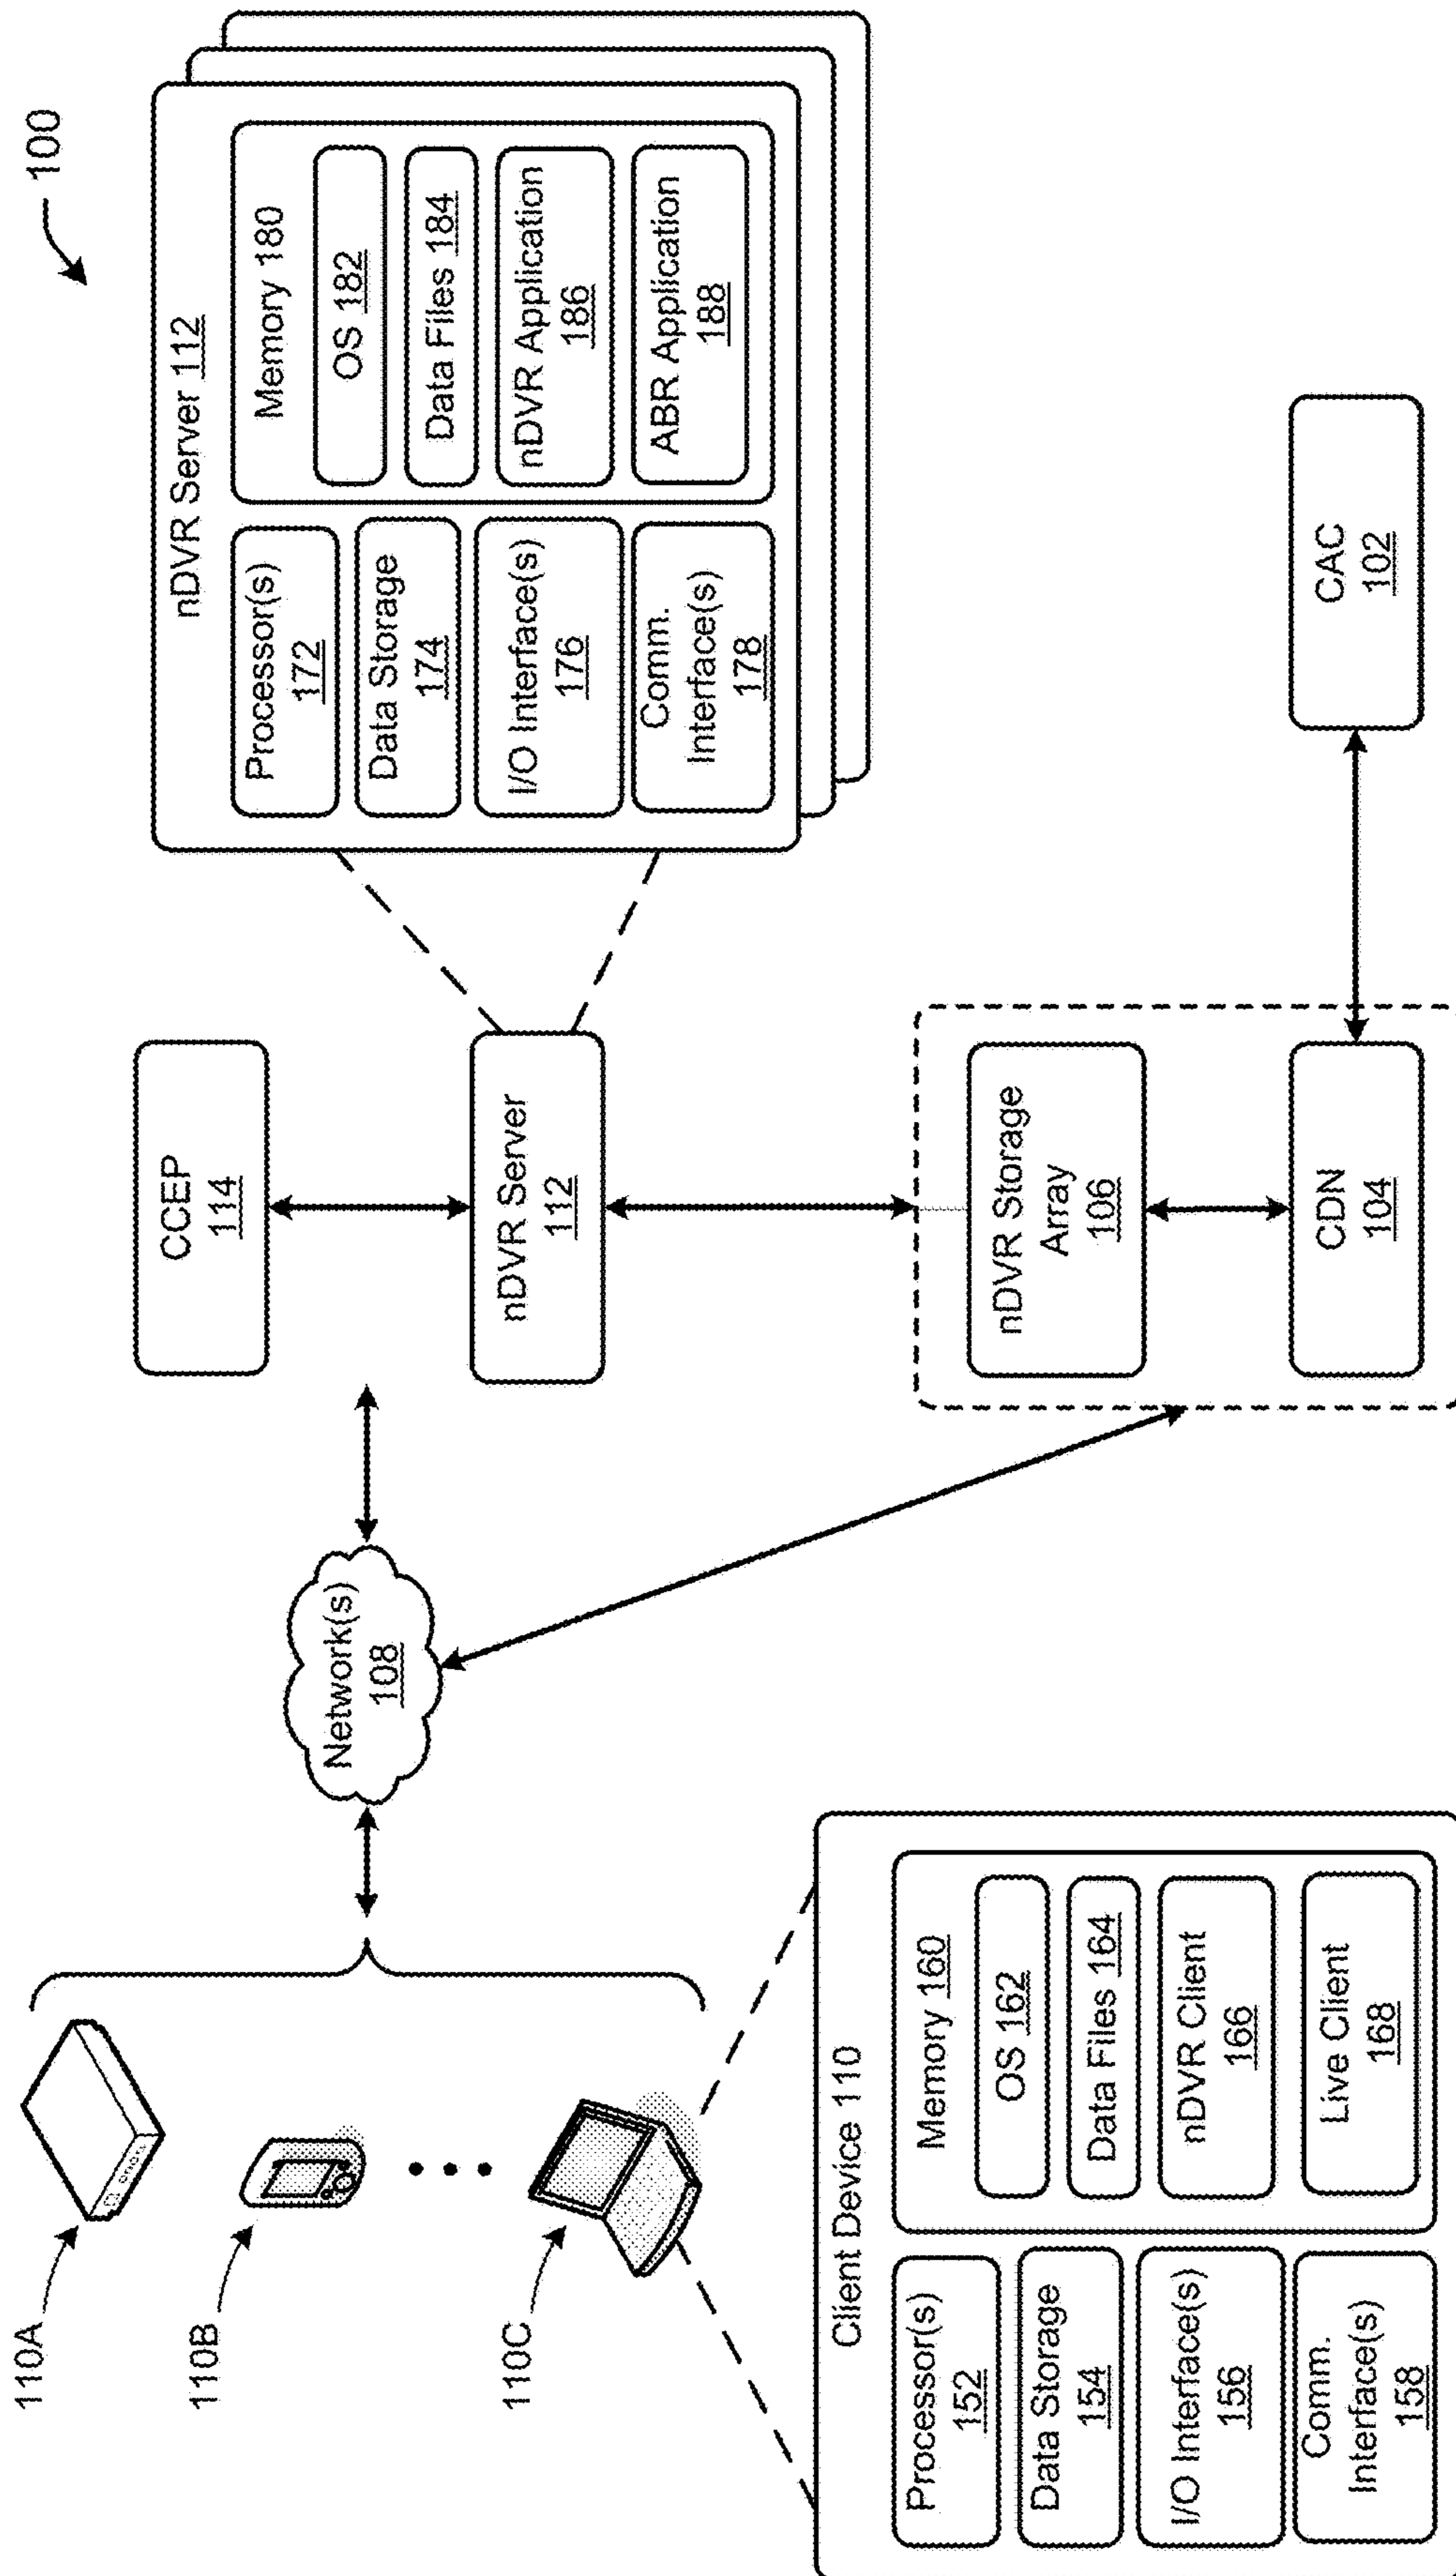 100
110A
110B
110C
Network(s)
108
CCEP
114
nDVR Server
112
nDVR Server 112
Processor(s)
172
Data Storage
174
I/O Interface(s)
176
Comm.
Interface(s)
178
Memory 180
OS 182
Data Files 184
nDVR Application
186
ABR Application
188
nDVR Storage
Array
106
CDN
104
CAC
102
Client Device 110
Processor(s)
152
Data Storage
154
I/O Interface(s)
156
Comm.
Interface(s)
158
Memory 160
OS 162
Data Files 164
nDVR Client
166
Live Client
168